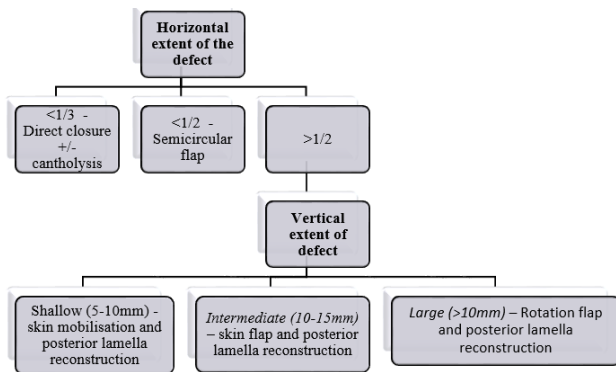 Horizontal
extent of the
defect
<1/3 -
Direct closure
+/-
cantholysis
<1/2 -
Semicircular
flap
>1/2
Vertical
extent of
defect
Shallow (5-10mm) -
skin mobilisation and
posterior lamella
reconstruction
Intermediate (10-15mm)
– skin flap and posterior
lamella reconstruction
Large (>10mm) – Rotation flap
and posterior lamella
reconstruction